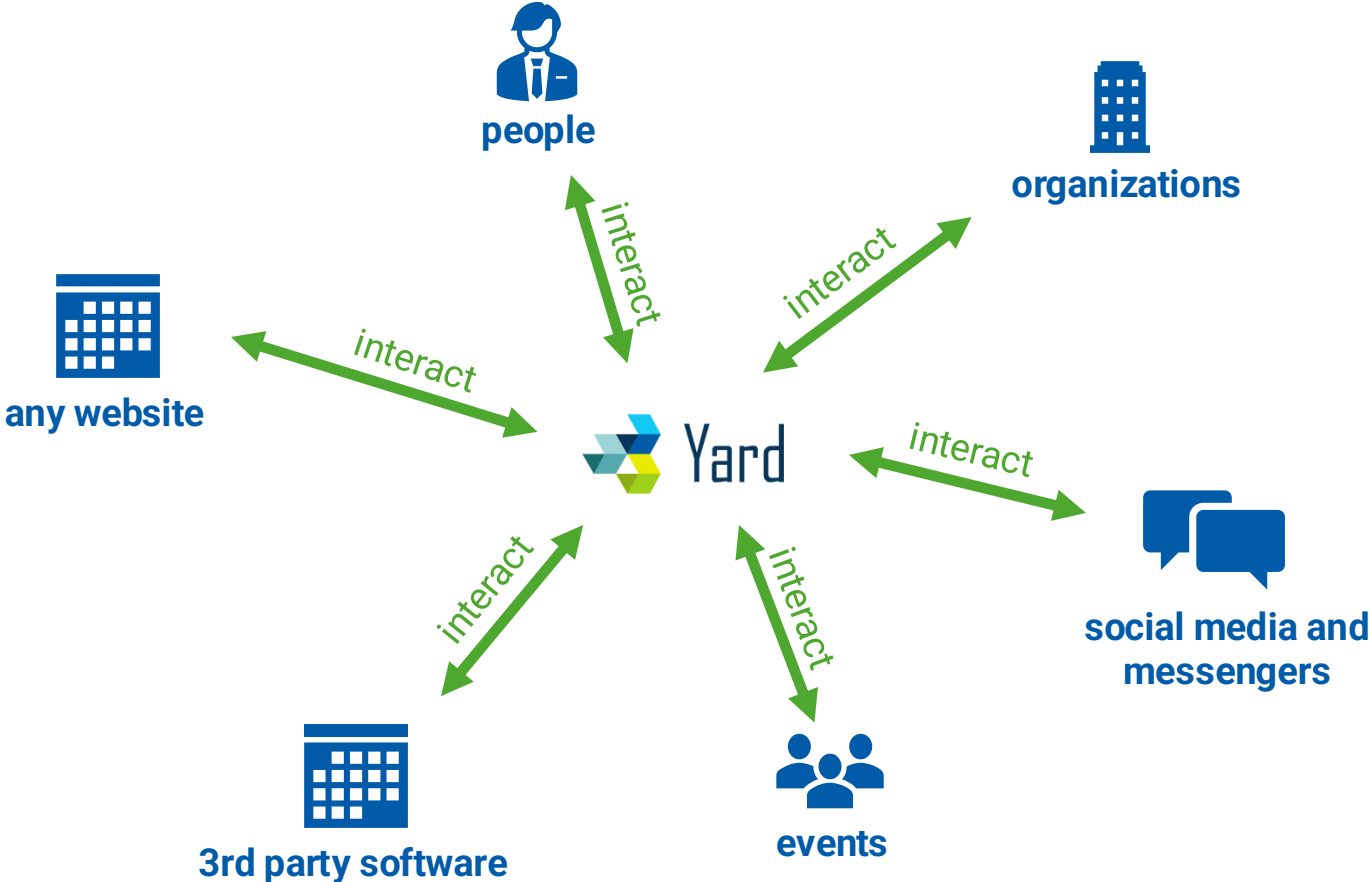 people
organizations
interact
interact
any website
interact
Yard
interact
social media and
messengers
interact
interact
3rd party software
events